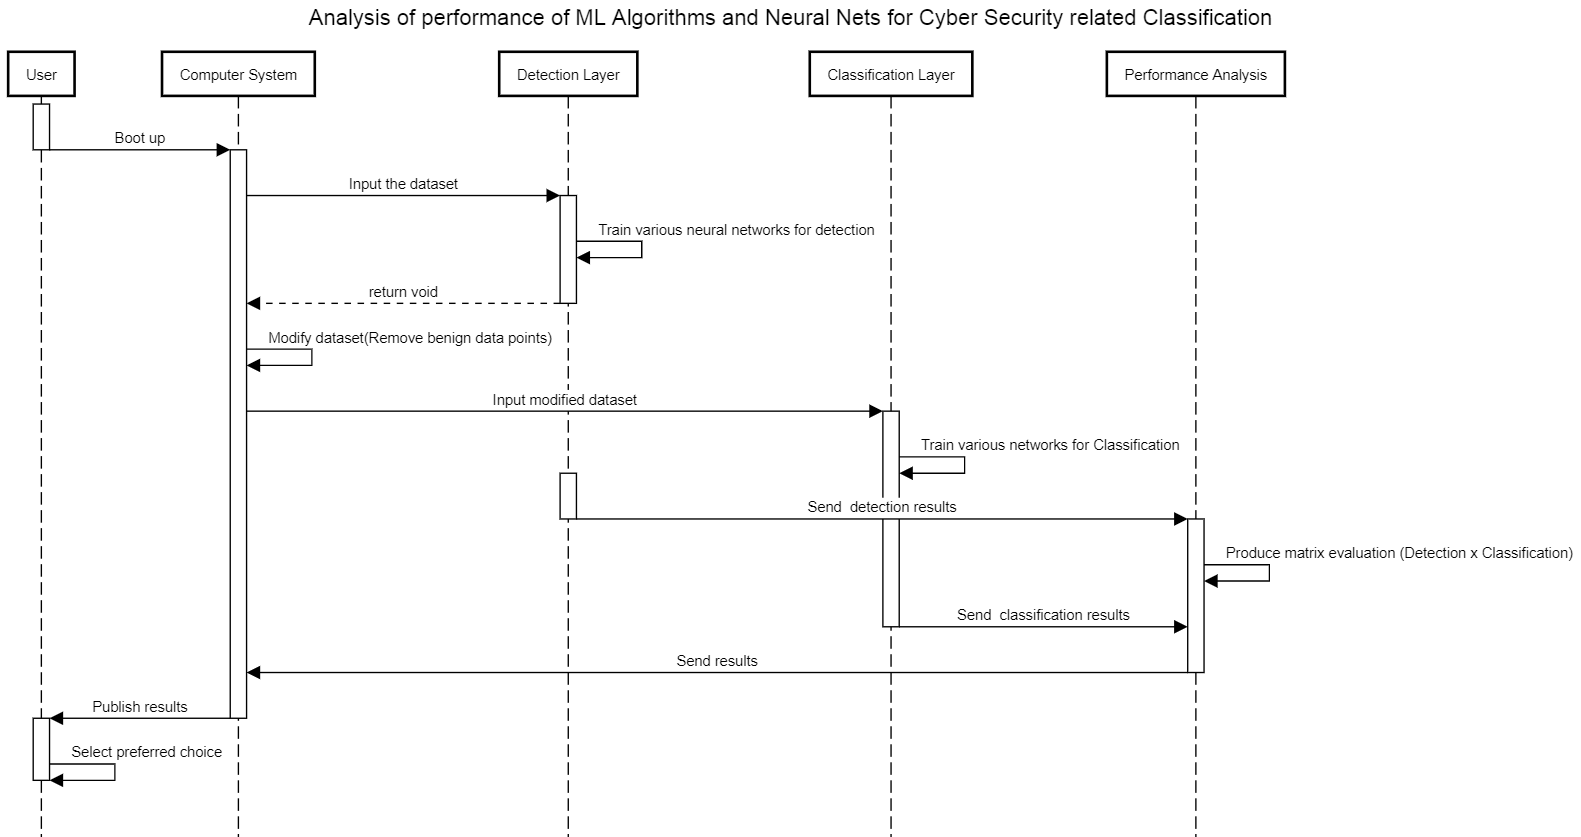 Analysis of performance of ML Algorithms and Neural Nets for Cyber Security related Classification
User
Computer System
Detection Layer
Classification Layer
Performance Analysis
Boot up
Input the dataset
Train various neural networks for detection
return void
Modify dataset(Remove benign data points)
Input modified dataset
Train various networks for Classification
Send  detection results
Produce matrix evaluation (Detection x Classification)
Send  classification results
Send results
Publish results
Select preferred choice